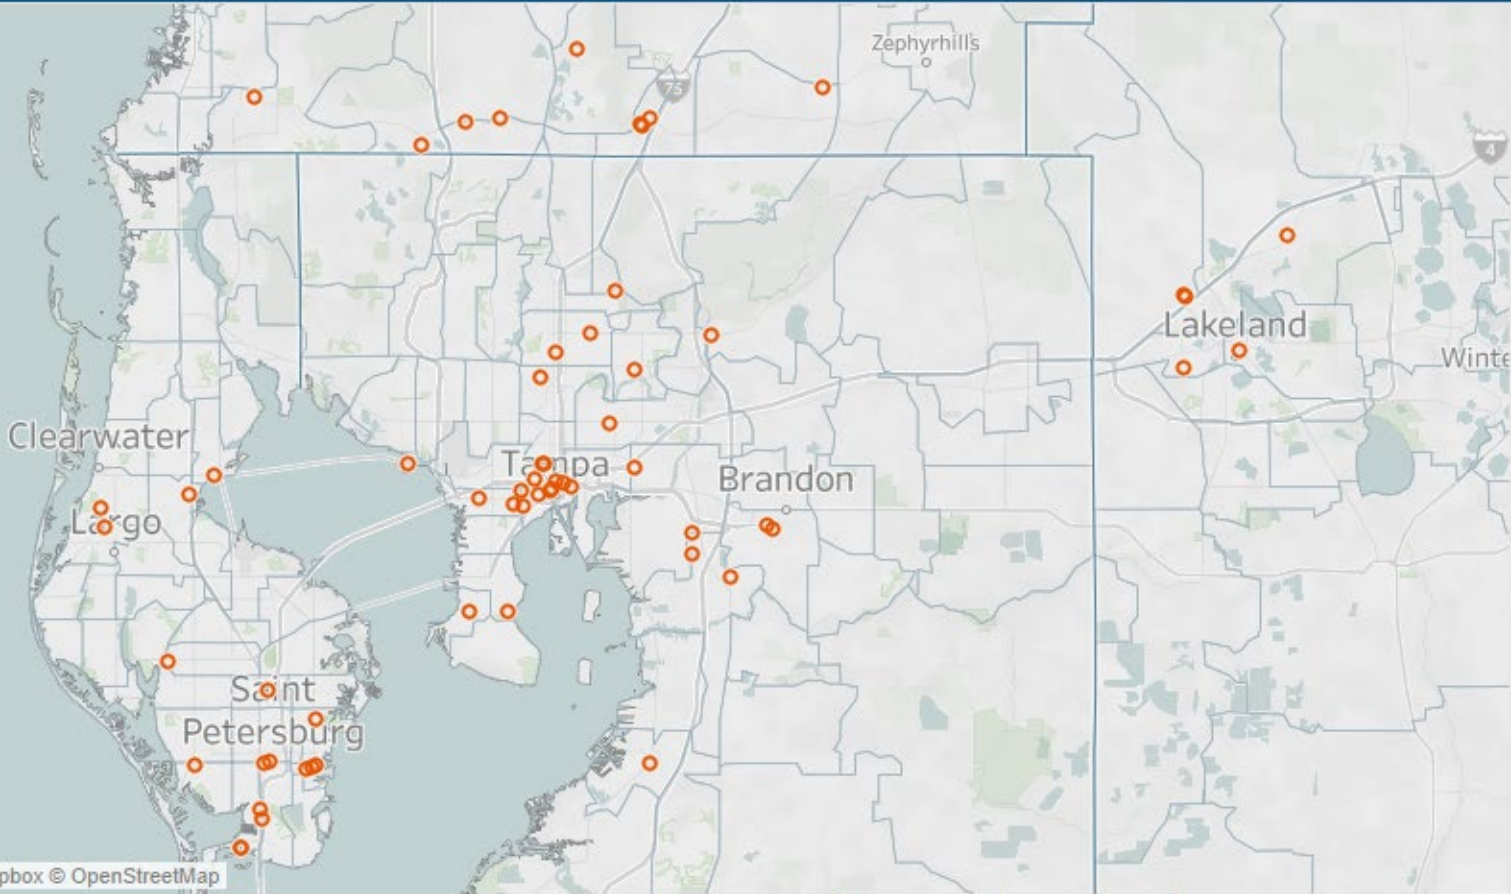 Zephyrhills
75
4
Lakeland
Winte
Clearwater
Tampa
Brandon
Largo
Saint
Petersburg
pbox © OpenStreetMap